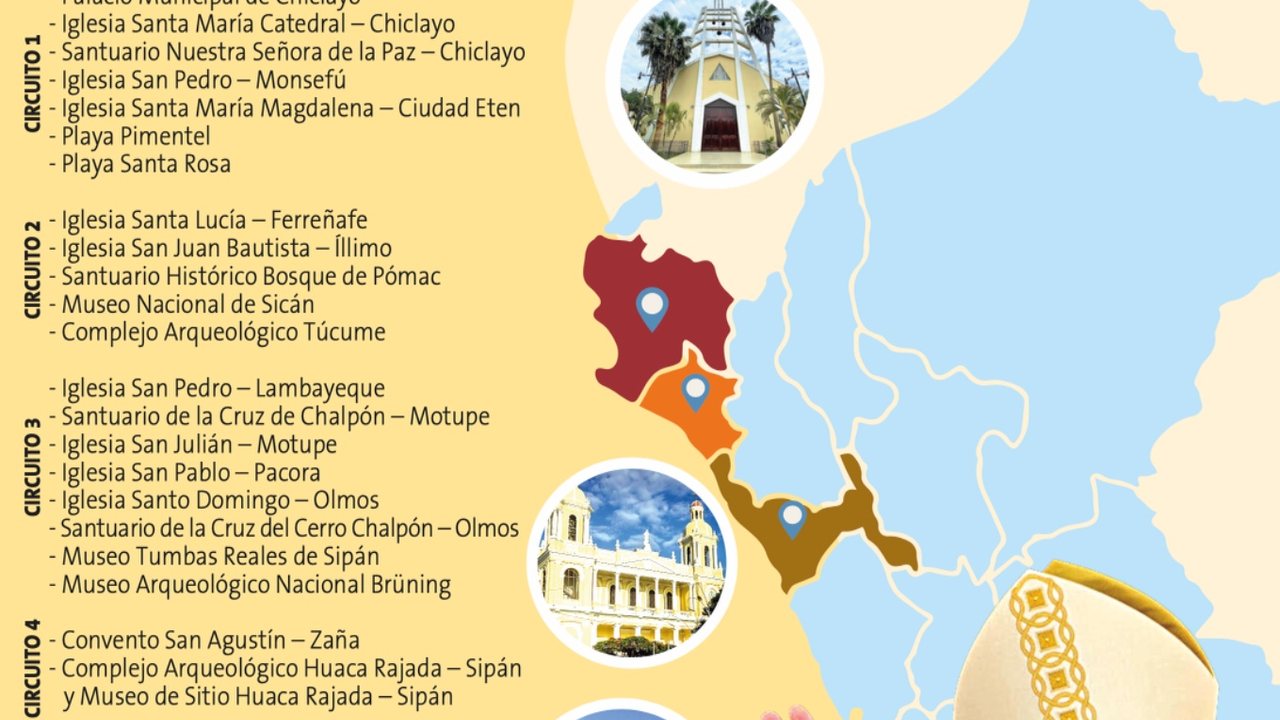 - Palacio Municipal de Chiclayo
- Iglesia Santa María Catedral – Chiclayo
- Santuario Nuestra Señora de la Paz – Chiclayo
- Iglesia San Pedro – Monsefú
- Iglesia Santa María Magdalena – Ciudad Eten
- Playa Pimentel
- Playa Santa Rosa
CIRCUITO 1
- Iglesia Santa Lucía – Ferreñafe
- Iglesia San Juan Bautista – Íllimo
- Santuario Histórico Bosque de Pómac
- Museo Nacional de Sicán
- Complejo Arqueológico Túcume
CIRCUITO 2
- Iglesia San Pedro – Lambayeque
- Santuario de la Cruz de Chalpón – Motupe
- Iglesia San Julián – Motupe
- Iglesia San Pablo – Pacora
- Iglesia Santo Domingo – Olmos
- Santuario de la Cruz del Cerro Chalpón – Olmos
- Museo Tumbas Reales de Sipán
- Museo Arqueológico Nacional Brüning
CIRCUITO 3
- Convento San Agustín – Zaña
- Complejo Arqueológico Huaca Rajada – Sipán
y Museo de Sitio Huaca Rajada – Sipán
CIRCUITO 4